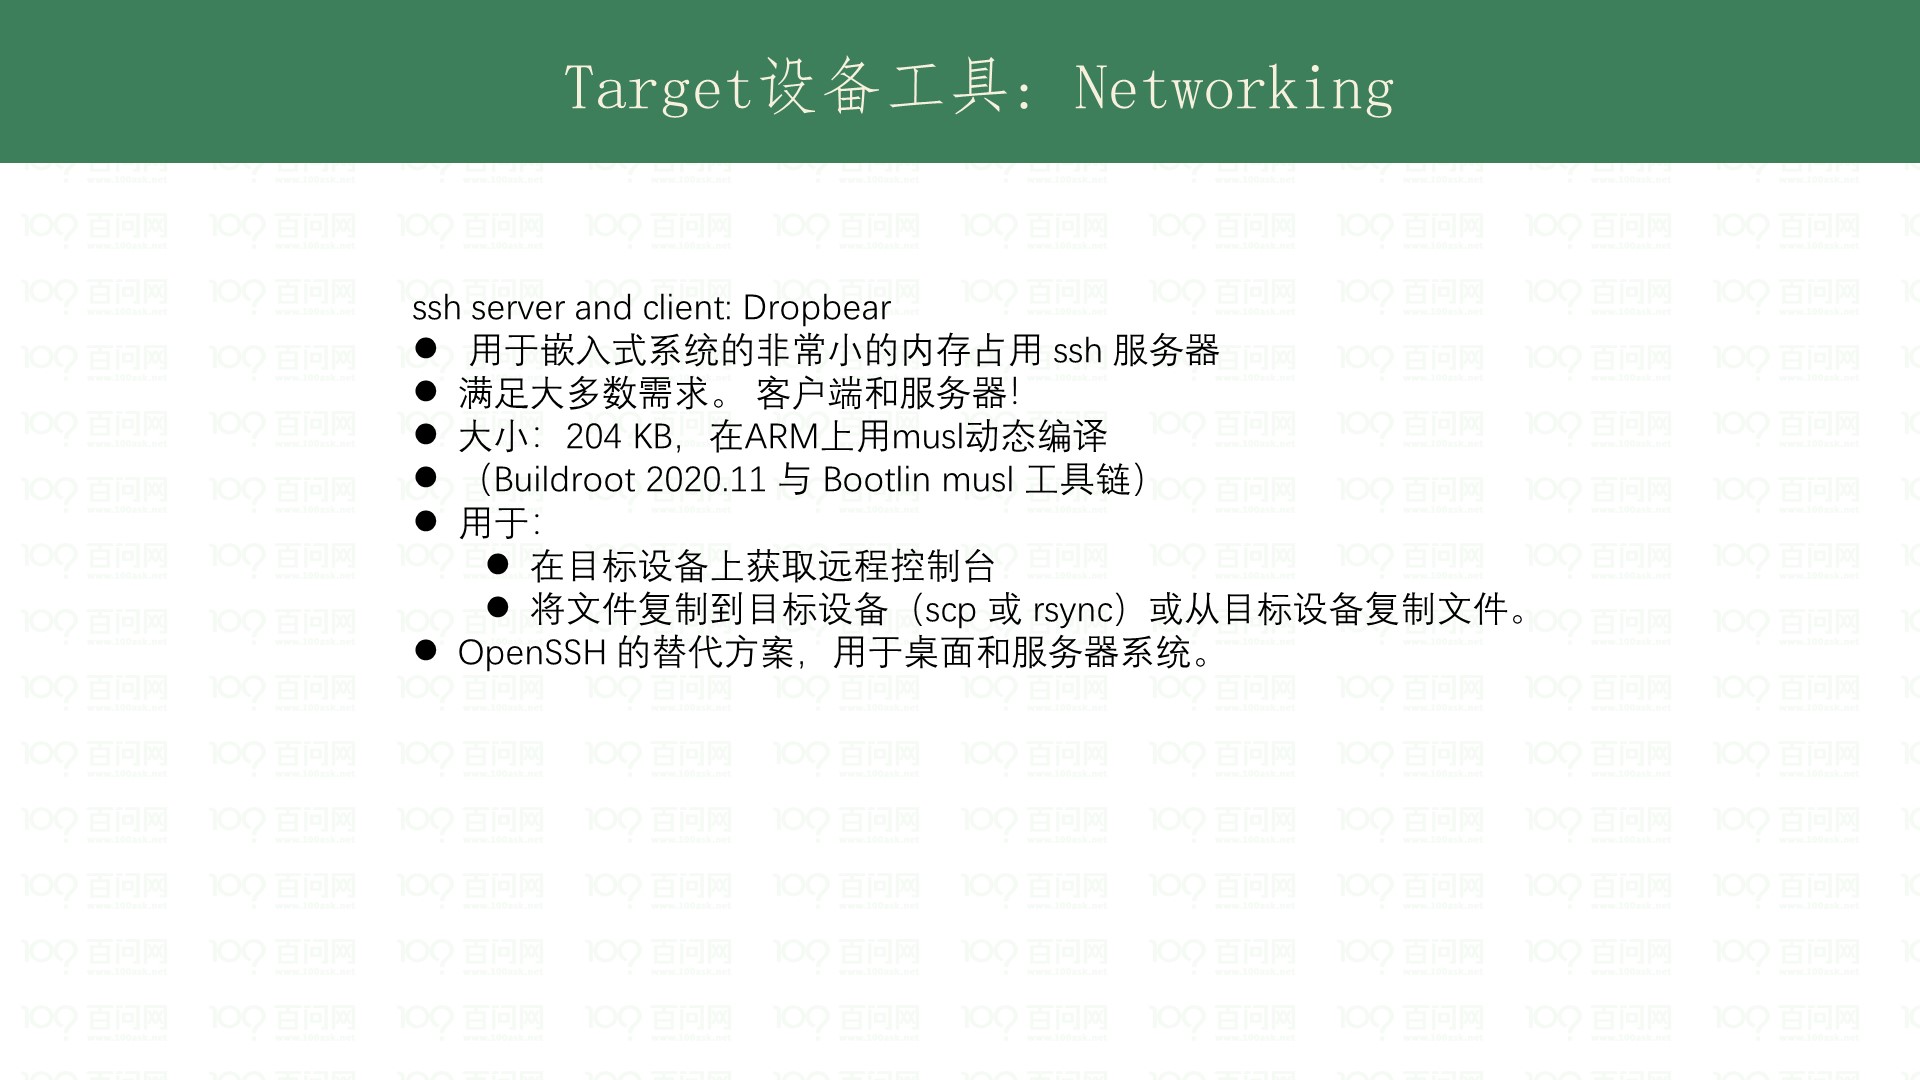 Target设备工具：Networking
ssh server and client: Dropbear
● 用于嵌入式系统的非常小的内存占用 ssh 服务器
● 满足大多数需求。 客户端和服务器！
● 大小：204 KB，在ARM上用musl动态编译
● （Buildroot 2020.11 与 Bootlin musl 工具链）
● 用于：
● 在目标设备上获取远程控制台
● 将文件复制到目标设备（scp 或 rsync）或从目标设备复制文件。
● OpenSSH 的替代方案，用于桌面和服务器系统。